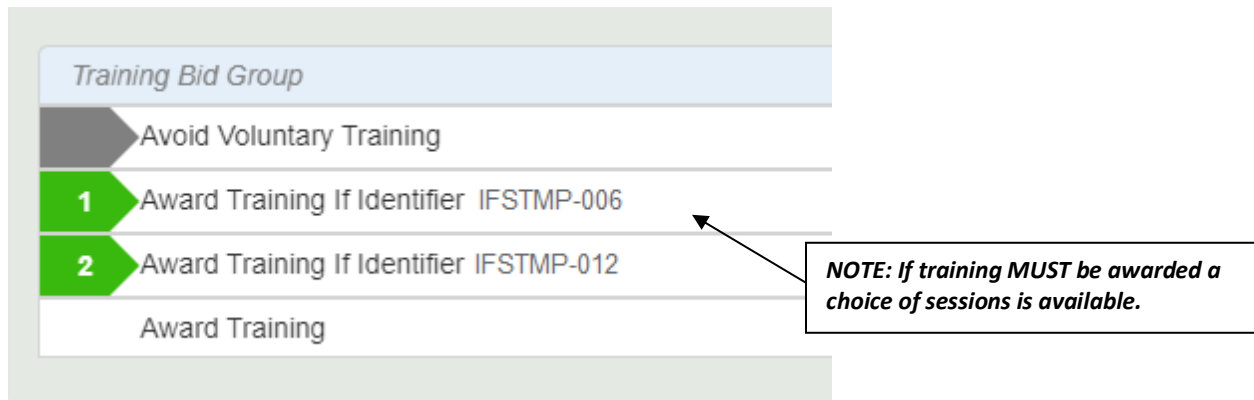 Training Bid Group
Avoid Voluntary Training
1 Award Training If Identifier IFSTMP-006
2 Award Training If Identifier IFSTMP-012
Award Training
NOTE: If training MUST be awarded a
choice of sessions is available.